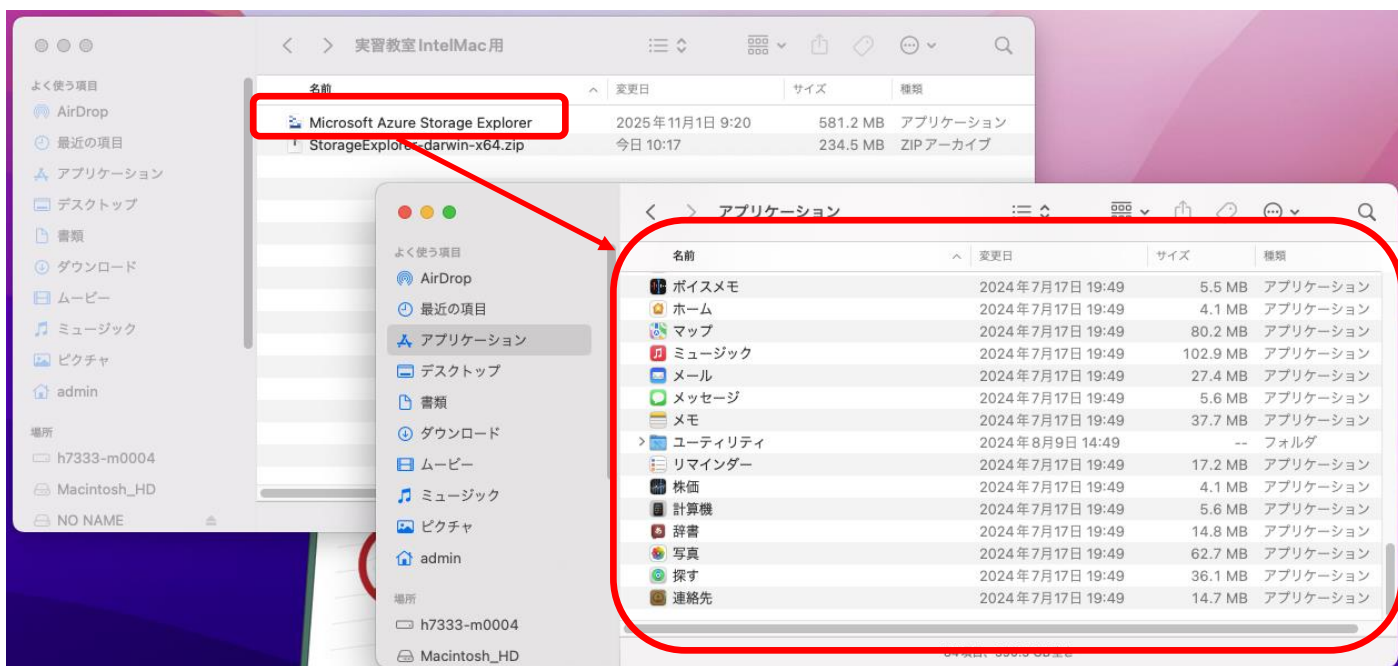 実習教室IntelMac用
よく使う項目
AirDrop
最近の項目
アプリケーション
デスクトップ
書類
ダウンロード
ムービー
ミュージック
ピクチャ
admin
場所
h7333-m0004
Macintosh_HD
NO NAME
名前 変更日 サイズ 種類
Microsoft Azure Storage Explorer 2025年11月1日 9:20 581.2 MB アプリケーション
StorageExplorer-darwin-x64.zip 今日 10:17 234.5 MB ZIPアーカイブ
アプリケーション
よく使う項目
AirDrop
最近の項目
アプリケーション
デスクトップ
書類
ダウンロード
ムービー
ミュージック
ピクチャ
admin
場所
h7333-m0004
Macintosh_HD
名前 変更日 サイズ 種類
ボイスメモ 2024年7月17日 19:49 5.5 MB アプリケーション
ホーム 2024年7月17日 19:49 4.1 MB アプリケーション
マップ 2024年7月17日 19:49 80.2 MB アプリケーション
ミュージック 2024年7月17日 19:49 102.9 MB アプリケーション
メール 2024年7月17日 19:49 27.4 MB アプリケーション
メッセージ 2024年7月17日 19:49 5.6 MB アプリケーション
メモ 2024年7月17日 19:49 37.7 MB アプリケーション
ユーティリティ 2024年8月9日 14:49 -- フォルダ
リマインダー 2024年7月17日 19:49 17.2 MB アプリケーション
株価 2024年7月17日 19:49 4.1 MB アプリケーション
計算機 2024年7月17日 19:49 5.6 MB アプリケーション
辞書 2024年7月17日 19:49 14.8 MB アプリケーション
写真 2024年7月17日 19:49 62.7 MB アプリケーション
探す 2024年7月17日 19:49 36.1 MB アプリケーション
連絡先 2024年7月17日 19:49 14.7 MB アプリケーション